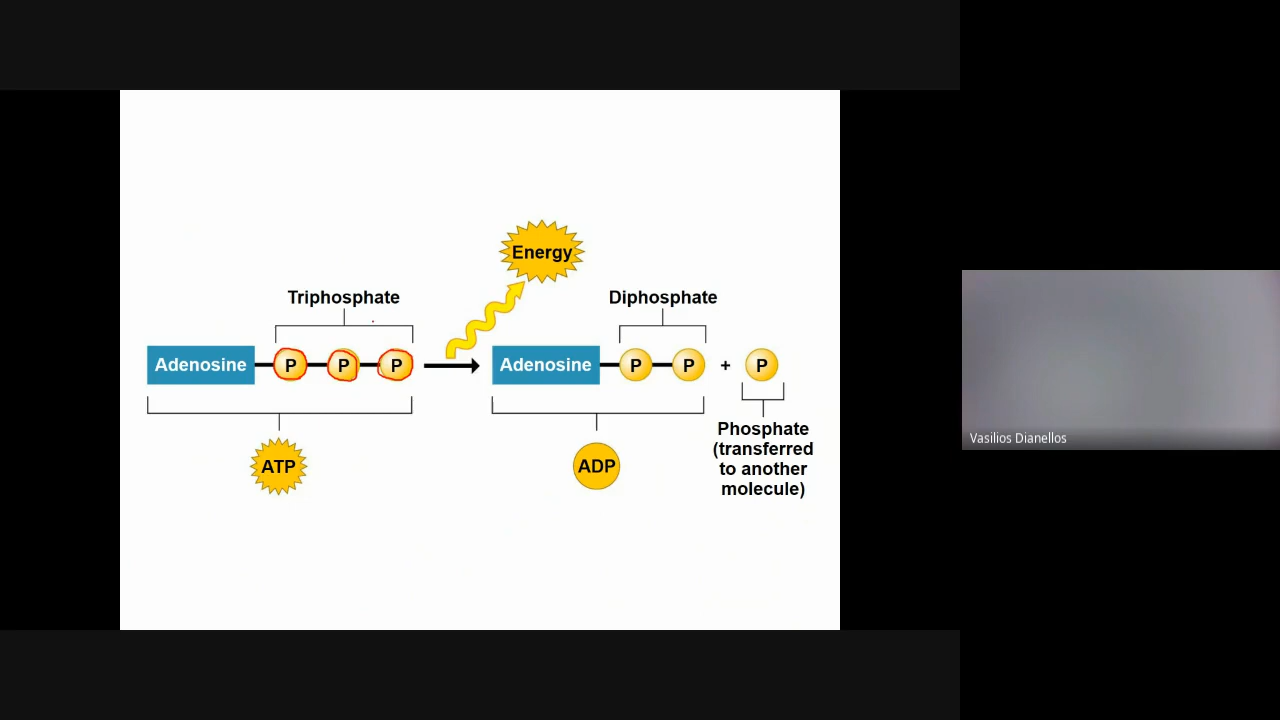 Energy
Triphosphate
Diphosphate
Adenosine P P P
Adenosine P P + P
ATP
ADP
Phosphate
(transferred
to another
molecule)
Vasilios Dianellos